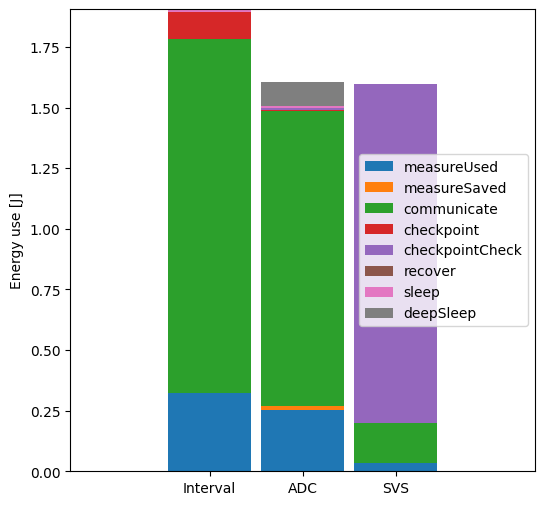 Energy use [J]
1.75
1.50
1.25
1.00
0.75
0.50
0.25
0.00
measureUsed
measureSaved
communicate
checkpoint
checkpointCheck
recover
sleep
deepSleep
Interval
ADC
SVS